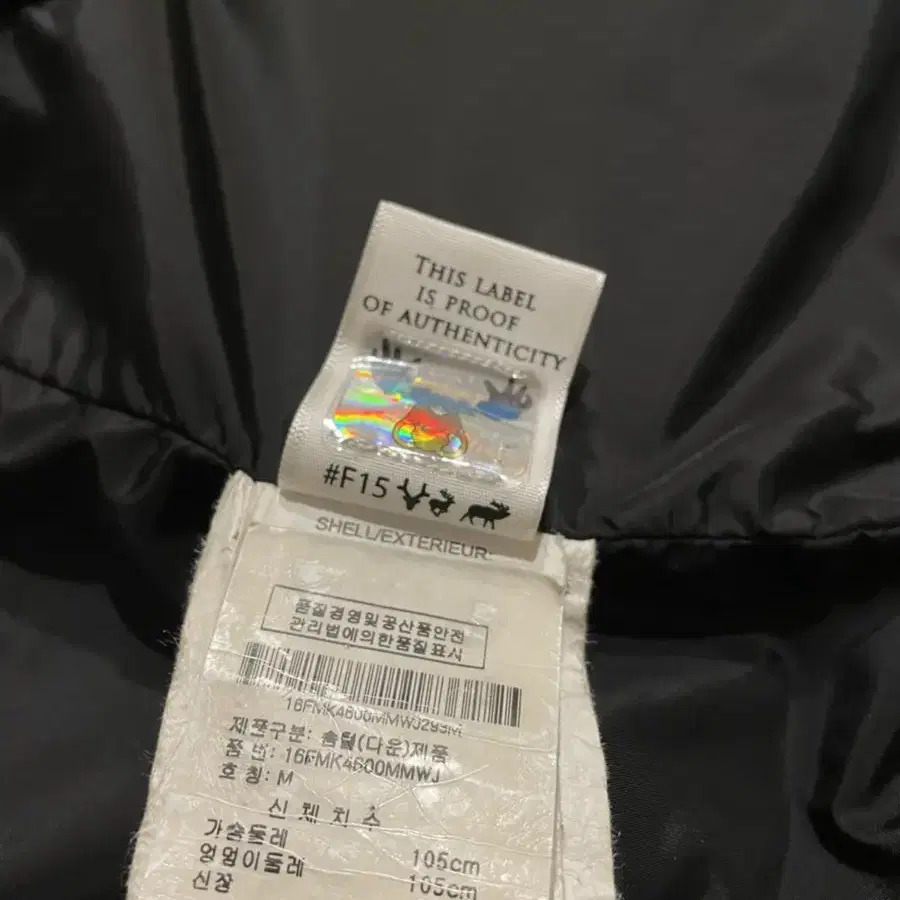 THIS LABEL
IS PROOF
OF AUTHENTICITY
#F15
SHELL/EXTERIEUR:
품질경영및공산품안전
관리법에의한품질표시
16FMK4600MMWJ293M
제품구분: 솜털(다운)제품
품 번: 16FMK4600MMWJ
호칭: M
신 체 치 수
가슴둘레 105cm
엉덩이둘레 105cm
신장